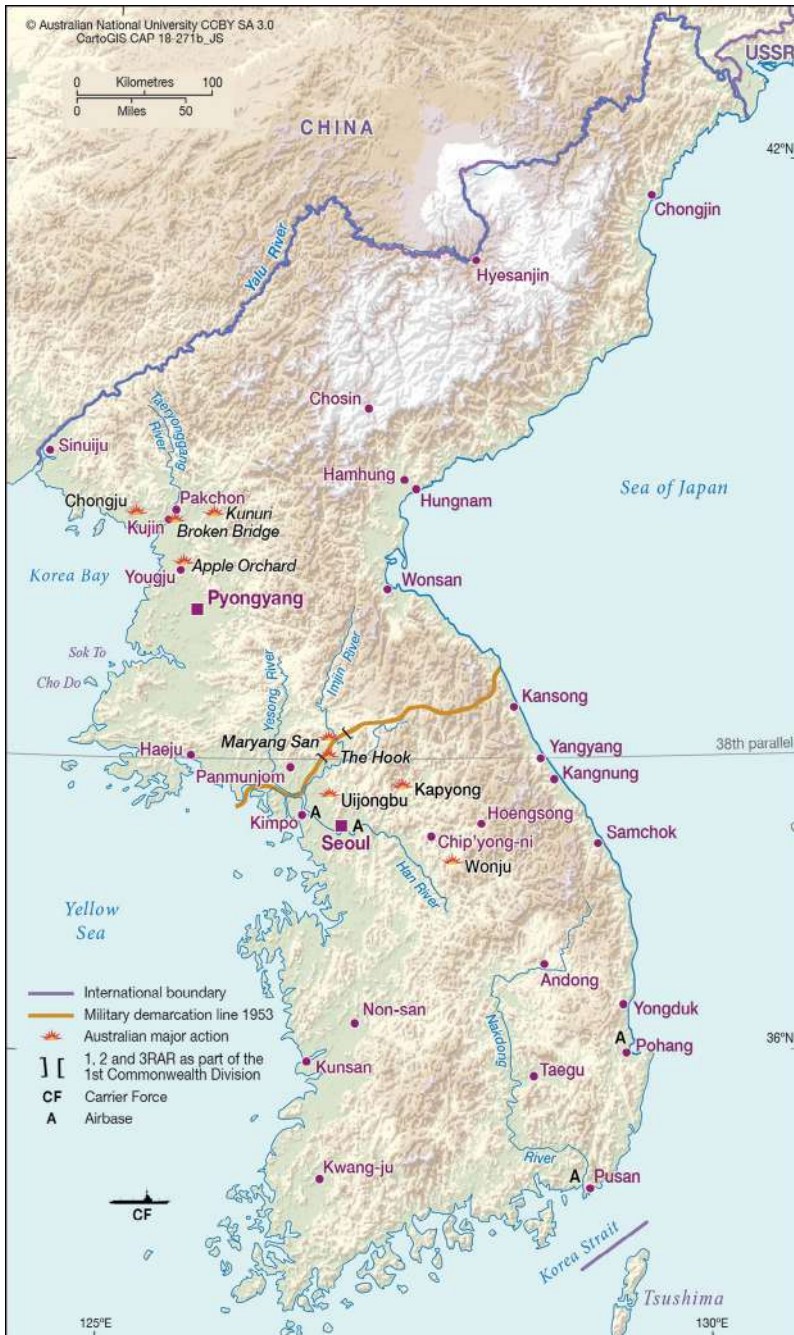 © Australian National University CCBY SA 3.0
CartoGIS CAP 18-271b_JS
0 Kilometres 100
0 Miles 50
USSR
CHINA
42°N
Chongjin
Yalu River
Hyesanjin
Chosin
Taeryonggang
River
Sinuiju
Hamhung
Hungnam
Sea of Japan
Chongju
Pakchon
Kunuri
Kujin
Broken Bridge
Apple Orchard
Korea Bay
Yougju
Wonsan
Pyongyang
Sok To
Cho Do
Yesong River
Imjin River
Kansong
Maryang San
38th parallel
Haeju
The Hook
Yangyang
Panmunjom
Kangnung
Uijongbu
Kapyong
Kimpo
A
A
Hoengsong
Seoul
Chip'yong-ni
Samchok
Wonju
Han River
Yellow
Sea
Andong
International boundary
Military demarcation line 1953
Australian major action
1, 2 and 3RAR as part of the
1st Commonwealth Division
CF Carrier Force
A Airbase
Non-san
Nakdong
Yongduk
A
Pohang
36°N
Kunsan
Taegu
Kwang-ju
River
A
Pusan
CF
Korea Strait
Tsushima
125°E
130°E